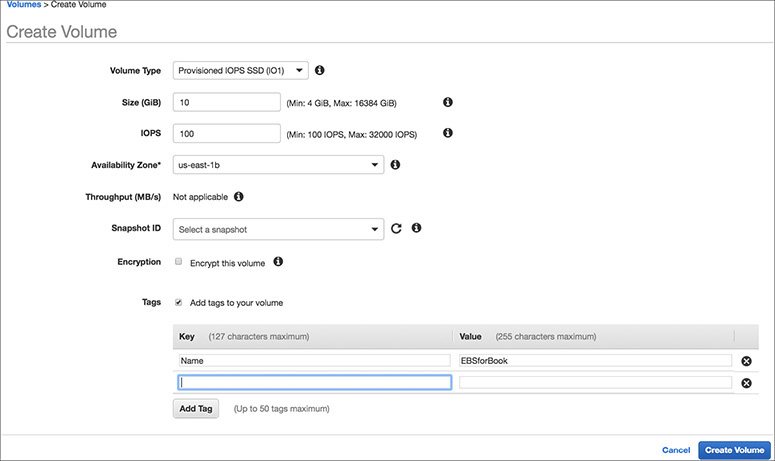 Volumes > Create Volume
Create Volume
Volume Type Provisioned IOPS SSD (IO1)
Size (GiB) 10 (Min: 4 GiB, Max: 16384 GiB)
IOPS 100 (Min: 100 IOPS, Max: 32000 IOPS)
Availability Zone* us-east-1b
Throughput (MB/s) Not applicable
Snapshot ID Select a snapshot
Encryption Encrypt this volume
Tags Add tags to your volume
Key (127 characters maximum) Value (255 characters maximum)
Name EBSforBook
Add Tag (Up to 50 tags maximum)
Cancel Create Volume